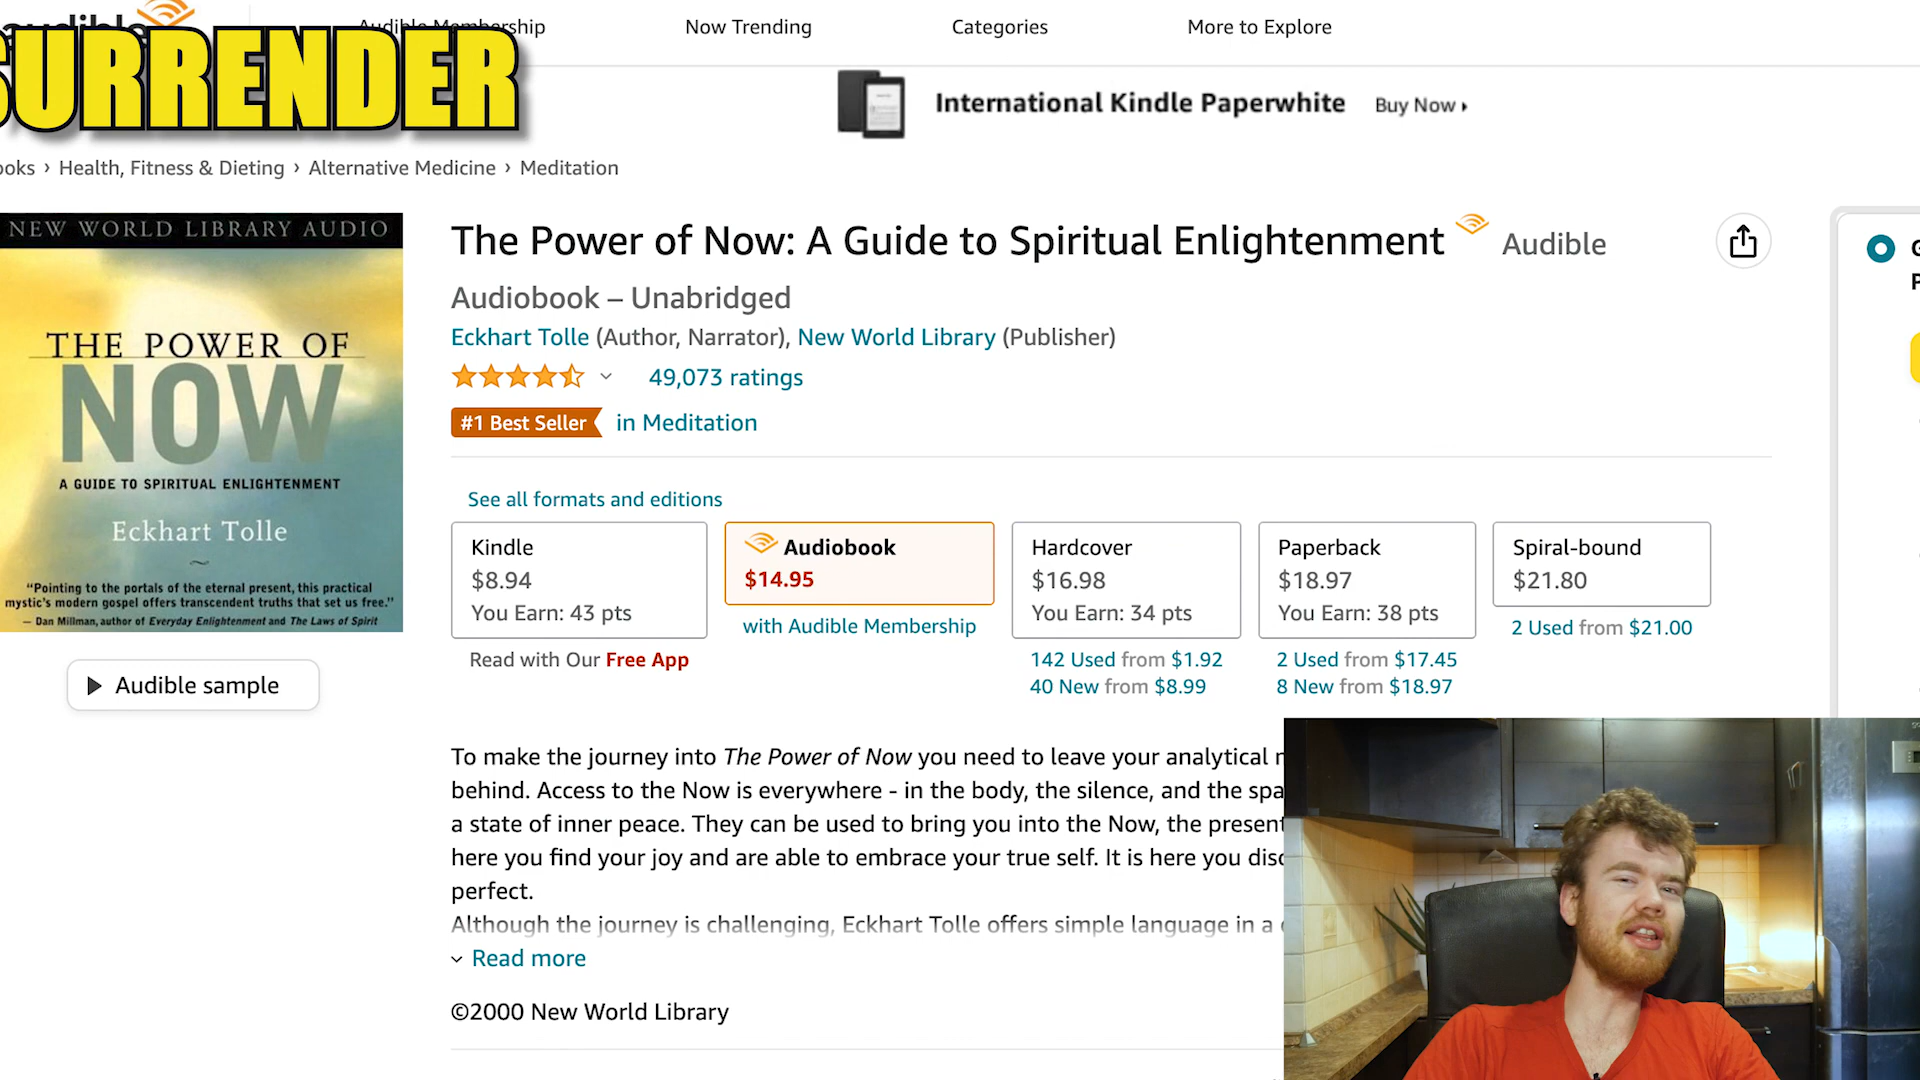 audible
Audible Membership
Now Trending
Categories
More to Explore
SURRENDER
International Kindle Paperwhite
Buy Now
ooks › Health, Fitness & Dieting › Alternative Medicine › Meditation
NEW WORLD LIBRARY AUDIO
THE POWER OF
NOW
A GUIDE TO SPIRITUAL ENLIGHTENMENT
Eckhart Tolle
"Pointing to the portals of the eternal present, this practical
mystic's modern gospel offers transcendent truths that set us free."
— Dan Millman, author of Everyday Enlightenment and The Laws of Spirit
Audible sample
The Power of Now: A Guide to Spiritual Enlightenment Audible
Audiobook – Unabridged
Eckhart Tolle (Author, Narrator), New World Library (Publisher)
49,073 ratings
#1 Best Seller in Meditation
See all formats and editions
Kindle
$8.94
You Earn: 43 pts
Read with Our Free App
Audiobook
$14.95
with Audible Membership
Hardcover
$16.98
You Earn: 34 pts
142 Used from $1.92
40 New from $8.99
Paperback
$18.97
You Earn: 38 pts
2 Used from $17.45
8 New from $18.97
Spiral-bound
$21.80
2 Used from $21.00
To make the journey into The Power of Now you need to leave your analytical
behind. Access to the Now is everywhere - in the body, the silence, and the spa
a state of inner peace. They can be used to bring you into the Now, the present
here you find your joy and are able to embrace your true self. It is here you disc
perfect.
Although the journey is challenging, Eckhart Tolle offers simple language in a
Read more
©2000 New World Library